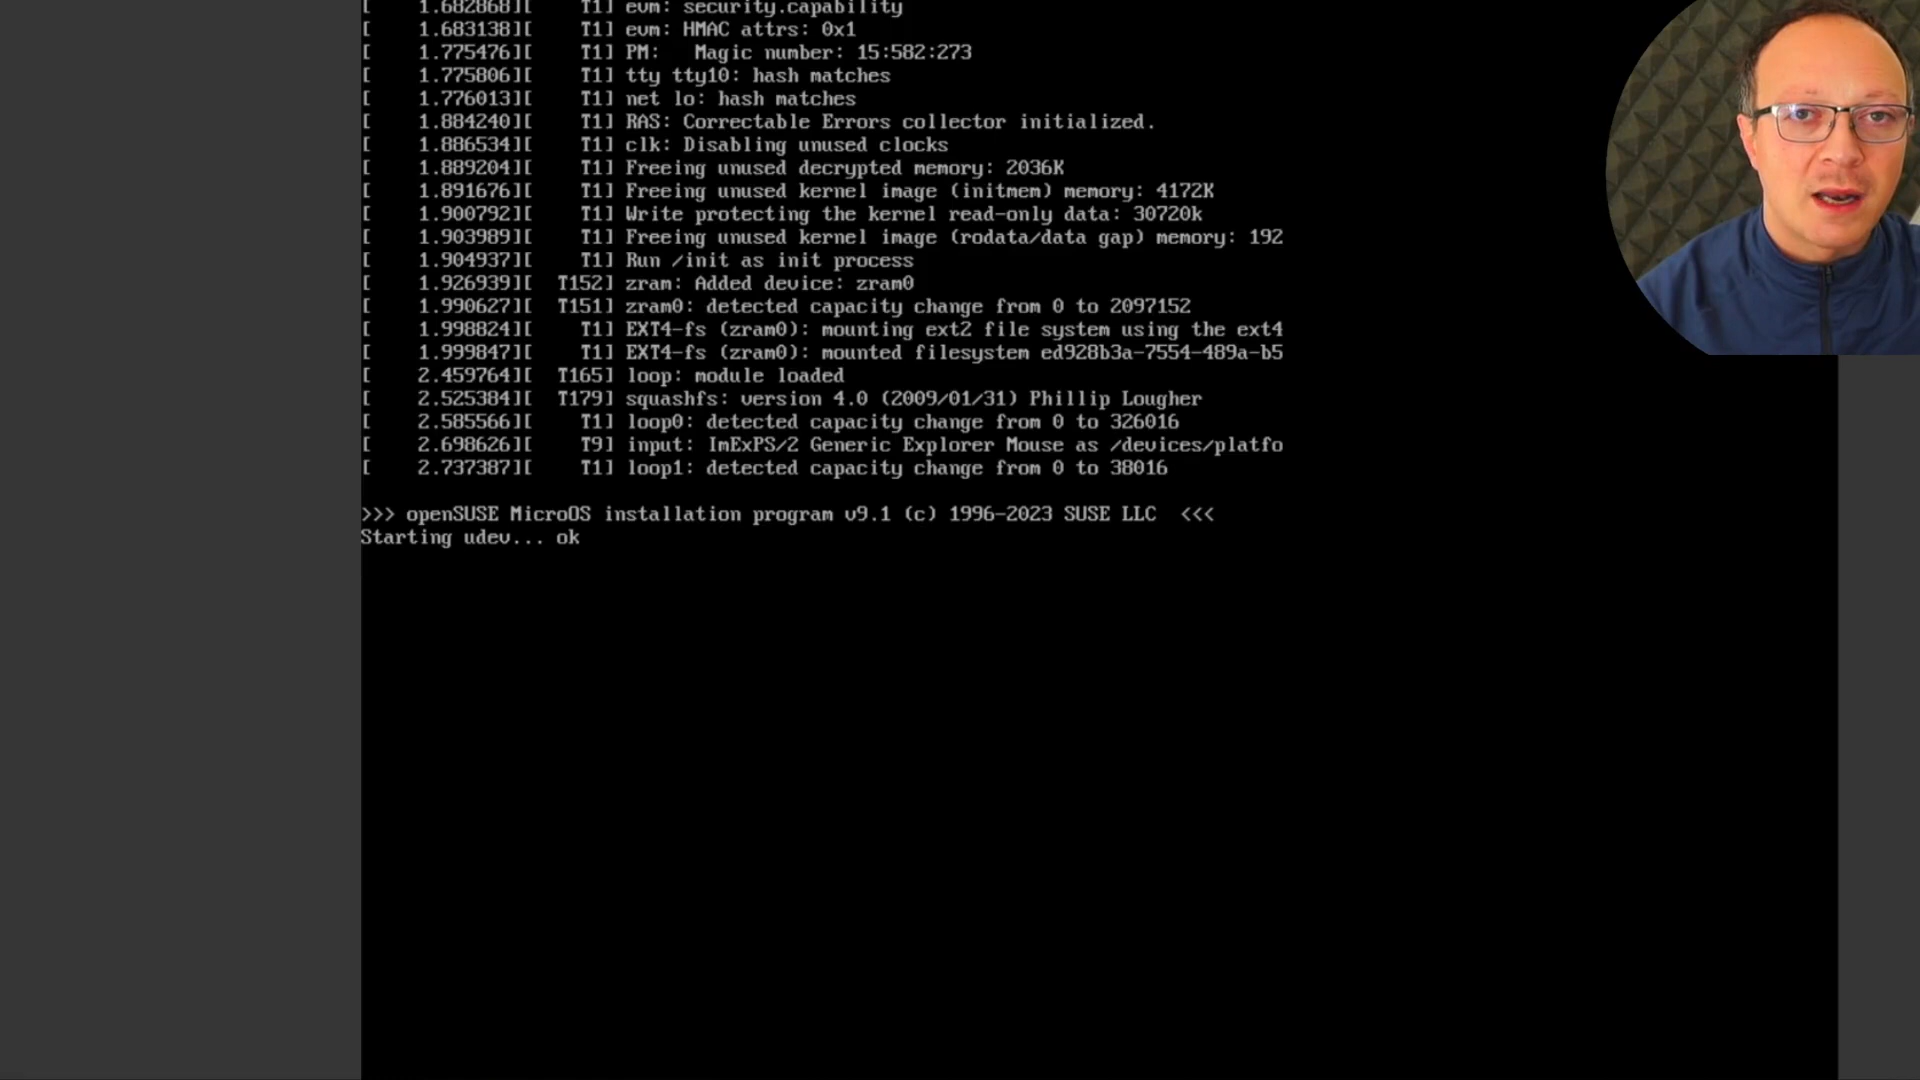 [    1.682868][    T1] evm: security.capability
[    1.683138][    T1] evm: HMAC attrs: 0x1
[    1.775476][    T1] PM:   Magic number: 15:582:273
[    1.775806][    T1] tty tty10: hash matches
[    1.776013][    T1] net lo: hash matches
[    1.884240][    T1] RAS: Correctable Errors collector initialized.
[    1.886534][    T1] clk: Disabling unused clocks
[    1.889204][    T1] Freeing unused decrypted memory: 2036K
[    1.891676][    T1] Freeing unused kernel image (initmem) memory: 4172K
[    1.900792][    T1] Write protecting the kernel read-only data: 30720k
[    1.903989][    T1] Freeing unused kernel image (rodata/data gap) memory: 192
[    1.904937][    T1] Run /init as init process
[    1.926939][  T152] zram: Added device: zram0
[    1.990627][  T151] zram0: detected capacity change from 0 to 2097152
[    1.998824][    T1] EXT4-fs (zram0): mounting ext2 file system using the ext4
[    1.999847][    T1] EXT4-fs (zram0): mounted filesystem ed928b3a-7554-489a-b5
[    2.459764][  T165] loop: module loaded
[    2.525384][  T179] squashfs: version 4.0 (2009/01/31) Phillip Lougher
[    2.585566][    T1] loop0: detected capacity change from 0 to 326016
[    2.698626][    T9] input: ImExPS/2 Generic Explorer Mouse as /devices/platfo
[    2.737387][    T1] loop1: detected capacity change from 0 to 38016
>>> openSUSE MicroOS installation program v9.1 (c) 1996-2023 SUSE LLC  <<<
Starting udev... ok